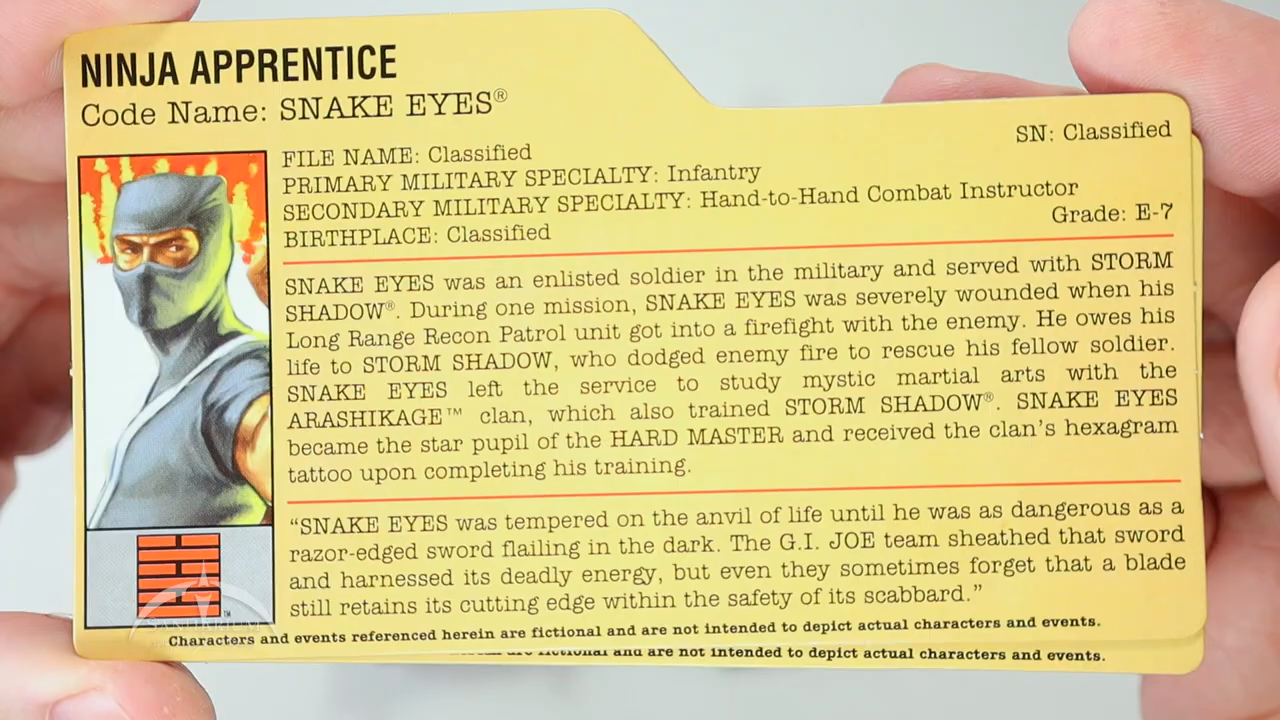 NINJA APPRENTICE
Code Name: SNAKE EYES®
SN: Classified
FILE NAME: Classified
PRIMARY MILITARY SPECIALTY: Infantry
SECONDARY MILITARY SPECIALTY: Hand-to-Hand Combat Instructor
BIRTHPLACE: Classified
Grade: E-7
SNAKE EYES was an enlisted soldier in the military and served with STORM
SHADOW®. During one mission, SNAKE EYES was severely wounded when his
Long Range Recon Patrol unit got into a firefight with the enemy. He owes his
life to STORM SHADOW, who dodged enemy fire to rescue his fellow soldier.
SNAKE EYES left the service to study mystic martial arts with the
ARASHIKAGE™ clan, which also trained STORM SHADOW®. SNAKE EYES
became the star pupil of the HARD MASTER and received the clan's hexagram
tattoo upon completing his training.
"SNAKE EYES was tempered on the anvil of life until he was as dangerous as a
razor-edged sword flailing in the dark. The G.I. JOE team sheathed that sword
and harnessed its deadly energy, but even they sometimes forget that a blade
still retains its cutting edge within the safety of its scabbard."
™
Characters and events referenced herein are fictional and are not intended to depict actual characters and events.
are fictional and are not intended to depict actual characters and events.